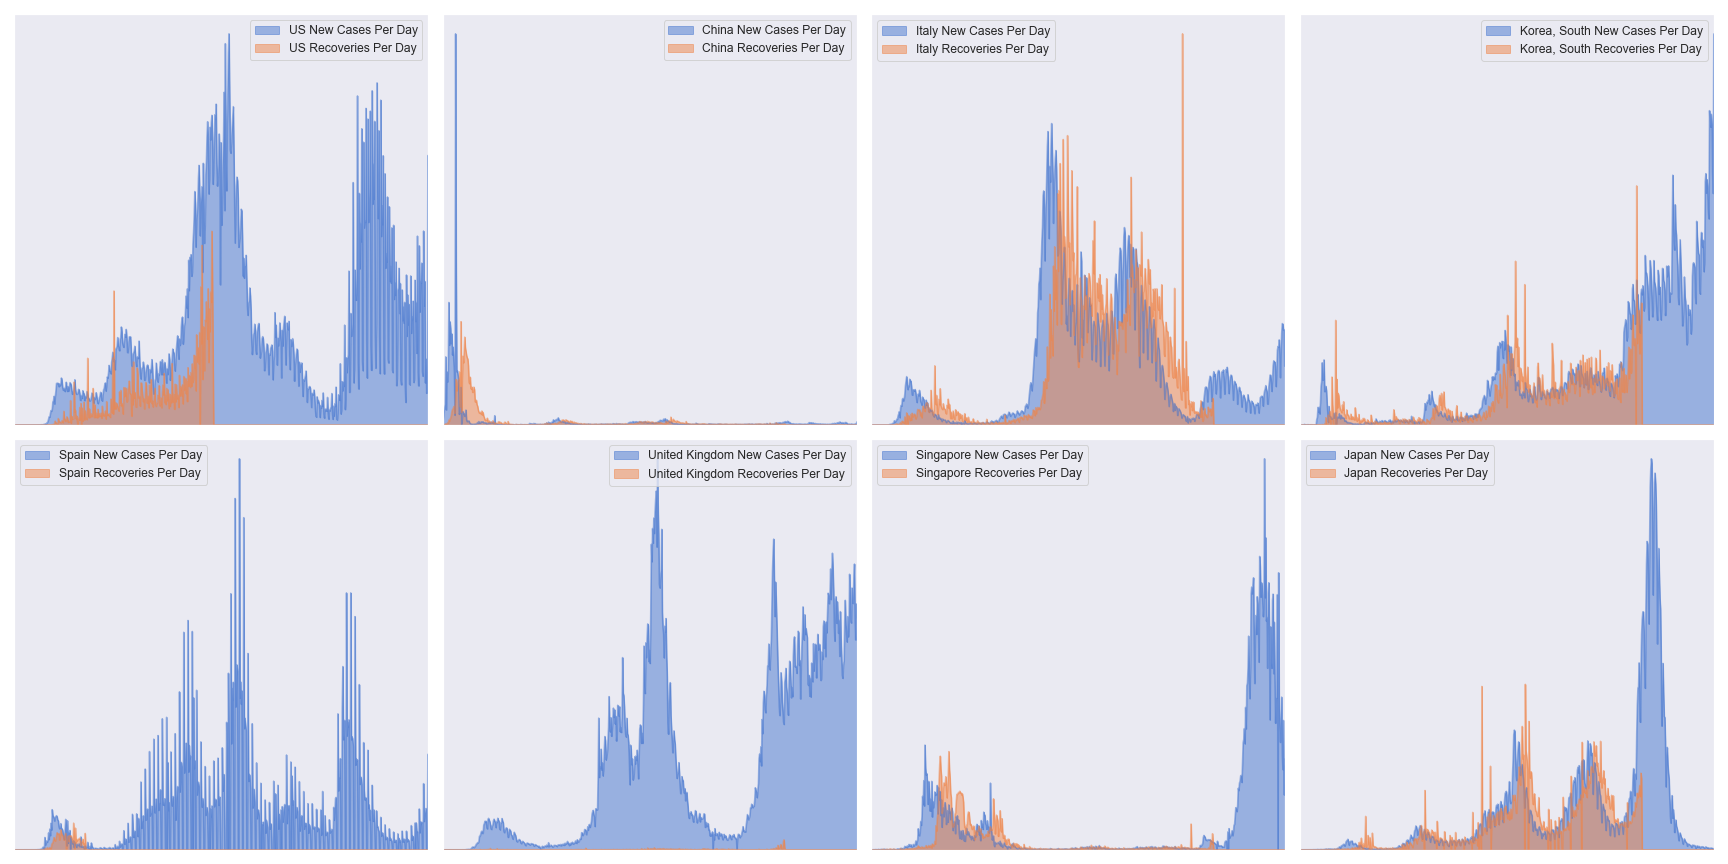 US New Cases Per Day
US Recoveries Per Day
China New Cases Per Day
China Recoveries Per Day
Italy New Cases Per Day
Italy Recoveries Per Day
Korea, South New Cases Per Day
Korea, South Recoveries Per Day
Spain New Cases Per Day
Spain Recoveries Per Day
United Kingdom New Cases Per Day
United Kingdom Recoveries Per Day
Singapore New Cases Per Day
Singapore Recoveries Per Day
Japan New Cases Per Day
Japan Recoveries Per Day